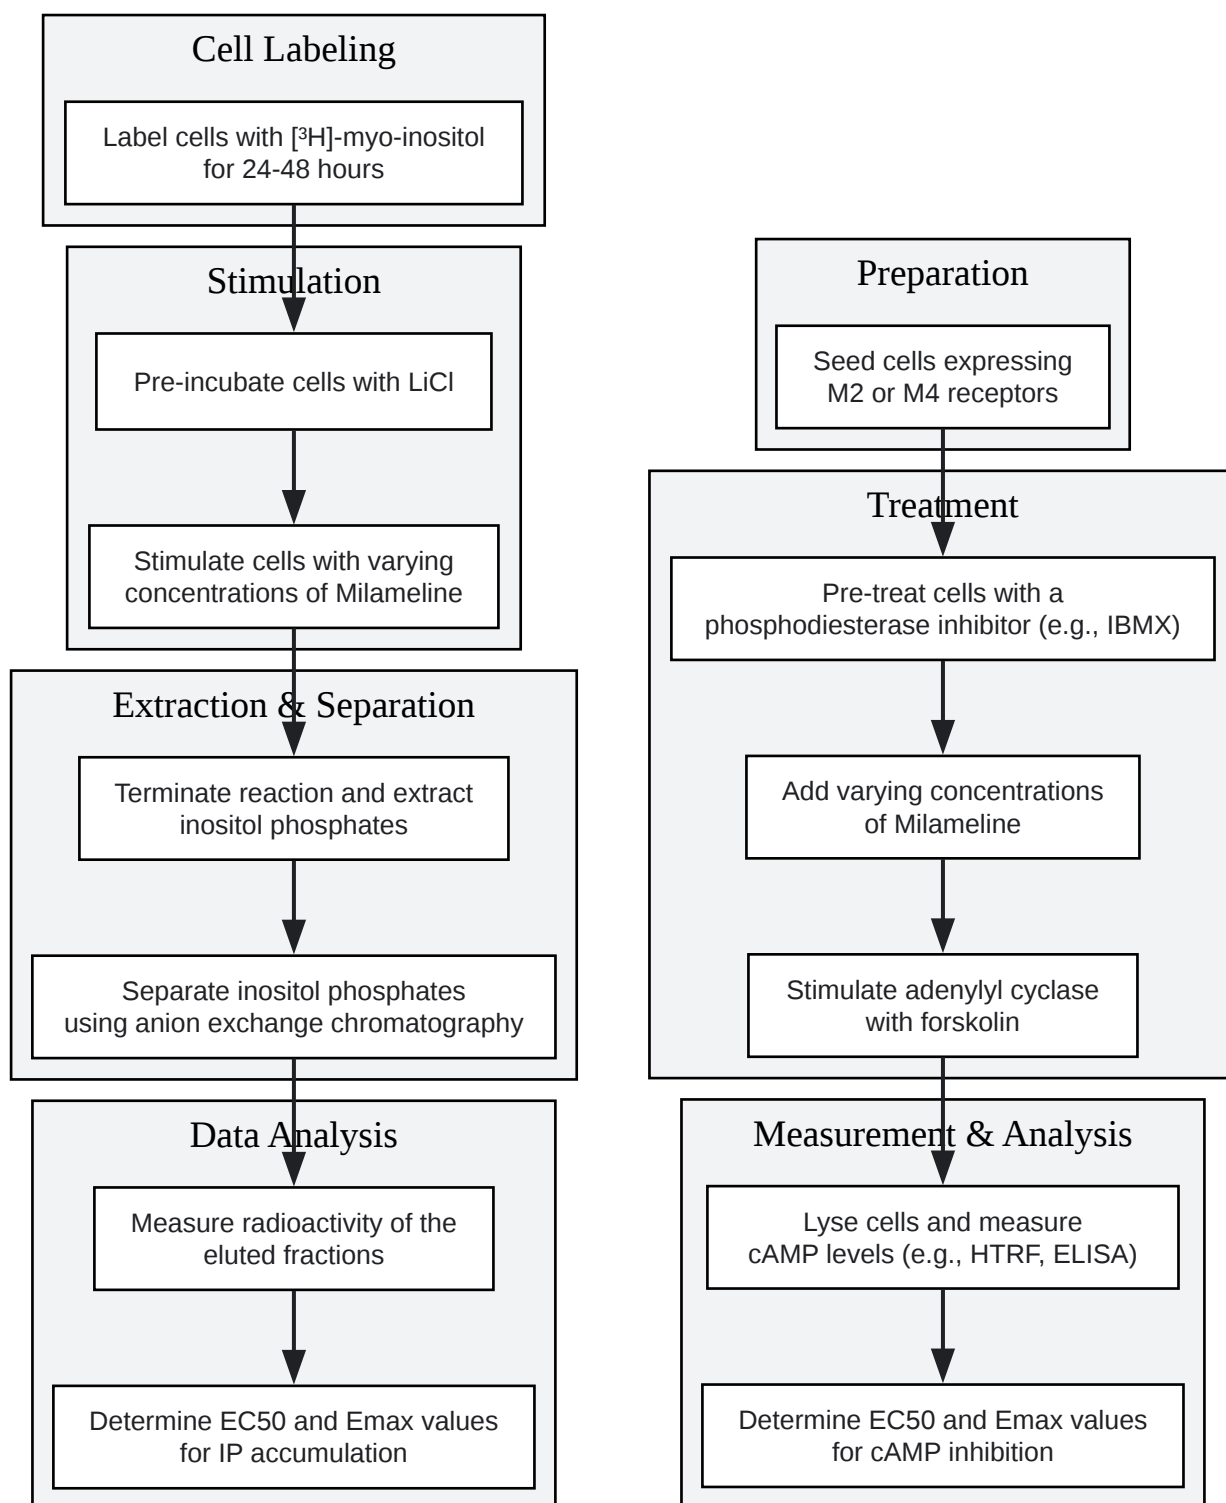 Cell Labeling
Label cells with [³H]-myo-inositol
for 24-48 hours
Stimulation
Pre-incubate cells with LiCl
Stimulate cells with varying
concentrations of Milameline
Extraction & Separation
Terminate reaction and extract
inositol phosphates
Separate inositol phosphates
using anion exchange chromatography
Data Analysis
Measure radioactivity of the
eluted fractions
Determine EC50 and Emax values
for IP accumulation
Preparation
Seed cells expressing
M2 or M4 receptors
Treatment
Pre-treat cells with a
phosphodiesterase inhibitor (e.g., IBMX)
Add varying concentrations
of Milameline
Stimulate adenylyl cyclase
with forskolin
Measurement & Analysis
Lyse cells and measure
cAMP levels (e.g., HTRF, ELISA)
Determine EC50 and Emax values
for cAMP inhibition